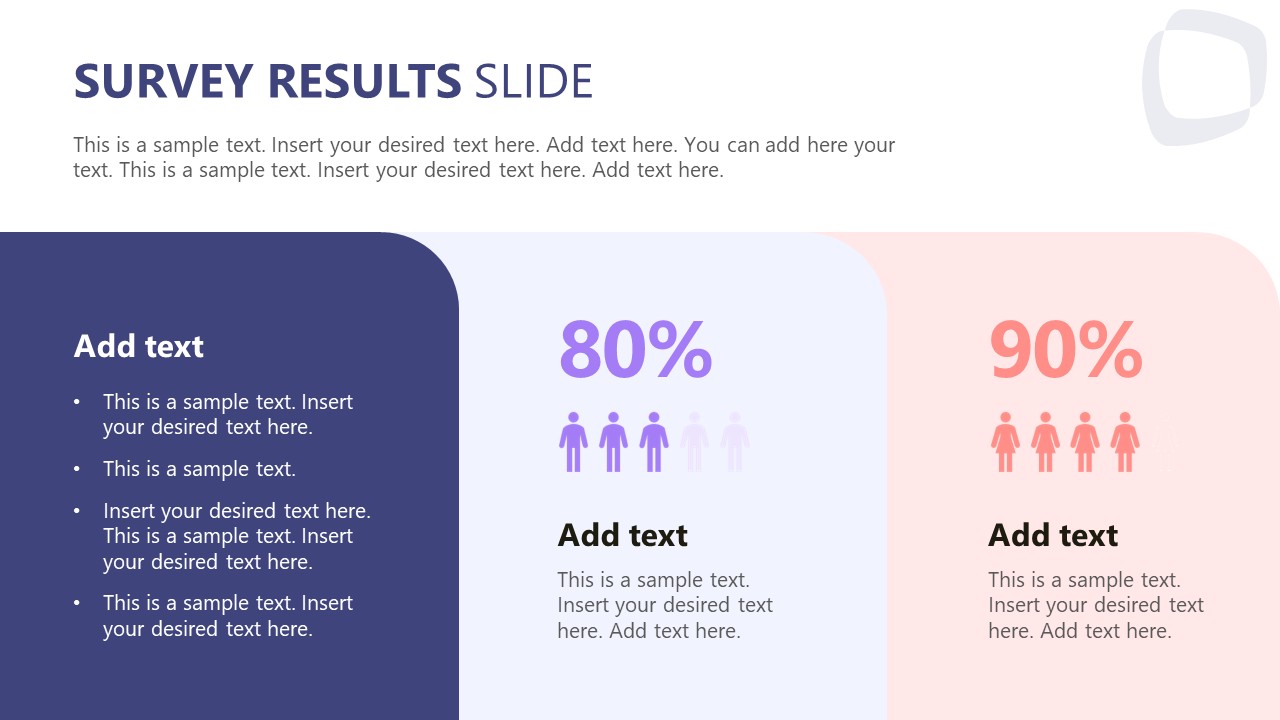 SURVEY RESULTS SLIDE
This is a sample text. Insert your desired text here. Add text here. You can add here your
text. This is a sample text. Insert your desired text here. Add text here.
Add text
• This is a sample text. Insert
your desired text here.
• This is a sample text.
• Insert your desired text here.
This is a sample text. Insert
your desired text here.
• This is a sample text. Insert
your desired text here.
80%
Add text
This is a sample text.
Insert your desired text
here. Add text here.
90%
Add text
This is a sample text.
Insert your desired text
here. Add text here.